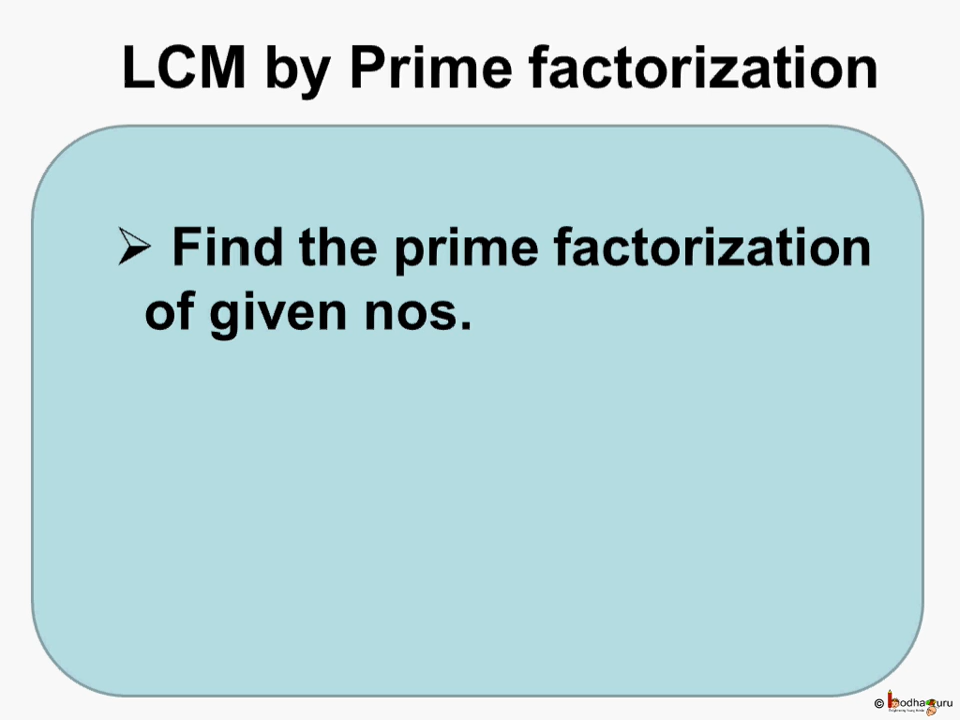 LCM by Prime factorization
➢ Find the prime factorization
of given nos.
© bodhaguru